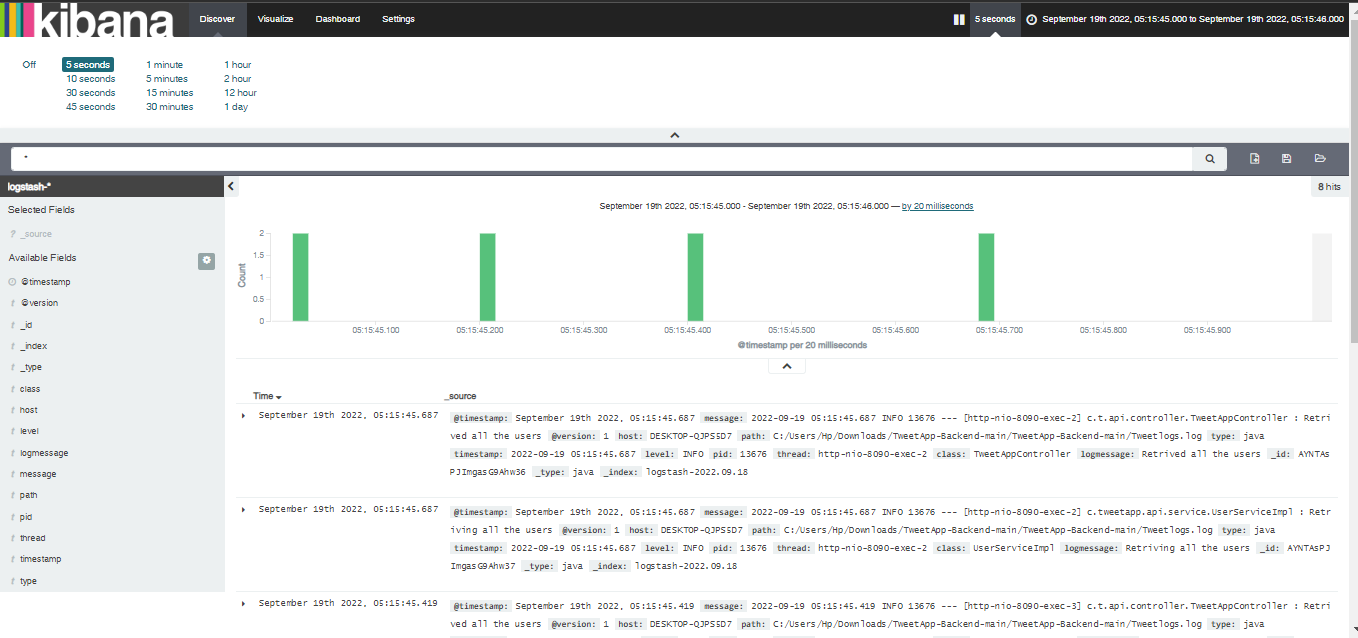 kibana Discover Visualize Dashboard Settings 5 seconds September 19th 2022, 05:15:45.000 to September 19th 2022, 05:15:46.000
Off 5 seconds 1 minute 1 hour
10 seconds 5 minutes 2 hour
30 seconds 15 minutes 12 hour
45 seconds 30 minutes 1 day
*
logstash-*
8 hits
Selected Fields
? _source
Available Fields
@timestamp
t @version
t _id
t _index
t _type
t class
t host
t level
t logmessage
t message
t path
t pid
t thread
t timestamp
t type
September 19th 2022, 05:15:45.000 - September 19th 2022, 05:15:46.000 — by 20 milliseconds
Count
2
1.5
1
0.5
0
05:15:45.100 05:15:45.200 05:15:45.300 05:15:45.400 05:15:45.500 05:15:45.600 05:15:45.700 05:15:45.800 05:15:45.900
@timestamp per 20 milliseconds
Time _source
September 19th 2022, 05:15:45.687 @timestamp: September 19th 2022, 05:15:45.687 message: 2022-09-19 05:15:45.687 INFO 13676 --- [http-nio-8090-exec-2] c.t.api.controller.TweetAppController : Retri
ved all the users @version: 1 host: DESKTOP-QJPS5D7 path: C:/Users/Hp/Downloads/TweetApp-Backend-main/TweetApp-Backend-main/Tweetlogs.log type: java
timestamp: 2022-09-19 05:15:45.687 level: INFO pid: 13676 thread: http-nio-8090-exec-2 class: TweetAppController logmessage: Retrived all the users _id: AYNTAs
PJImgasG9Ahw36 _type: java _index: logstash-2022.09.18
September 19th 2022, 05:15:45.687 @timestamp: September 19th 2022, 05:15:45.687 message: 2022-09-19 05:15:45.687 INFO 13676 --- [http-nio-8090-exec-2] c.tweetapp.api.service.UserServiceImpl : Retr
iving all the users @version: 1 host: DESKTOP-QJPS5D7 path: C:/Users/Hp/Downloads/TweetApp-Backend-main/TweetApp-Backend-main/Tweetlogs.log type: java
timestamp: 2022-09-19 05:15:45.687 level: INFO pid: 13676 thread: http-nio-8090-exec-2 class: UserServiceImpl logmessage: Retriving all the users _id: AYNTAsPJ
ImgasG9Ahw37 _type: java _index: logstash-2022.09.18
September 19th 2022, 05:15:45.419 @timestamp: September 19th 2022, 05:15:45.419 message: 2022-09-19 05:15:45.419 INFO 13676 --- [http-nio-8090-exec-3] c.t.api.controller.TweetAppController : Retri
ved all the users @version: 1 host: DESKTOP-QJPS5D7 path: C:/Users/Hp/Downloads/TweetApp-Backend-main/TweetApp-Backend-main/Tweetlogs.log type: java